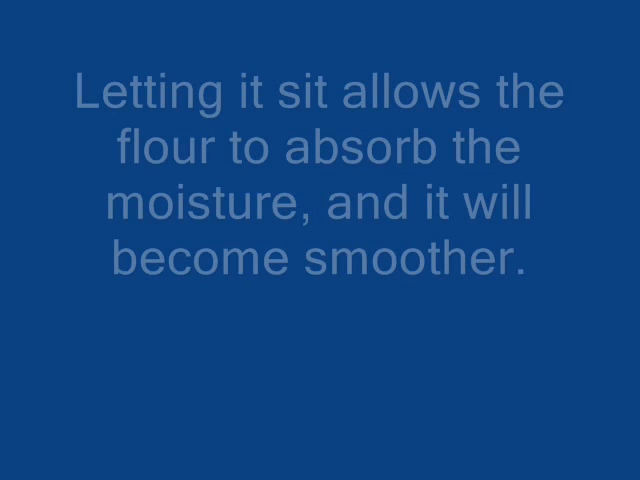 Letting it sit allows the
flour to absorb the
moisture, and it will
become smoother.